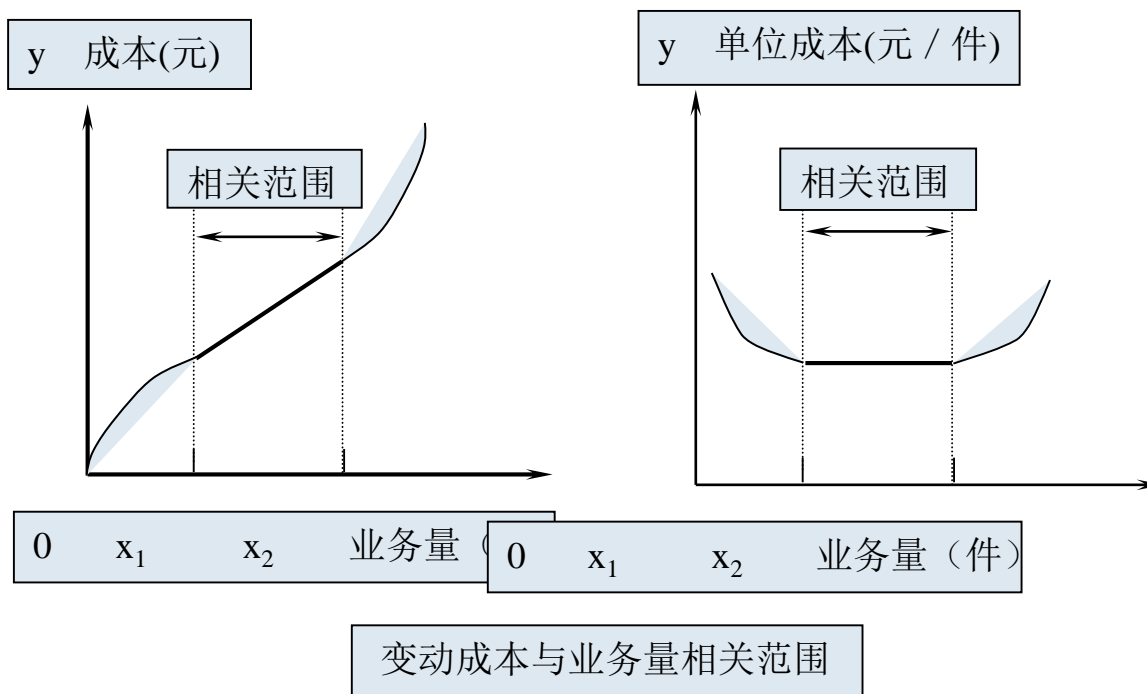 y 成本(元)
y 单位成本(元／件)
相关范围
相关范围
0 x₁ x₂ 业务量（
0 x₁ x₂ 业务量（件）
变动成本与业务量相关范围